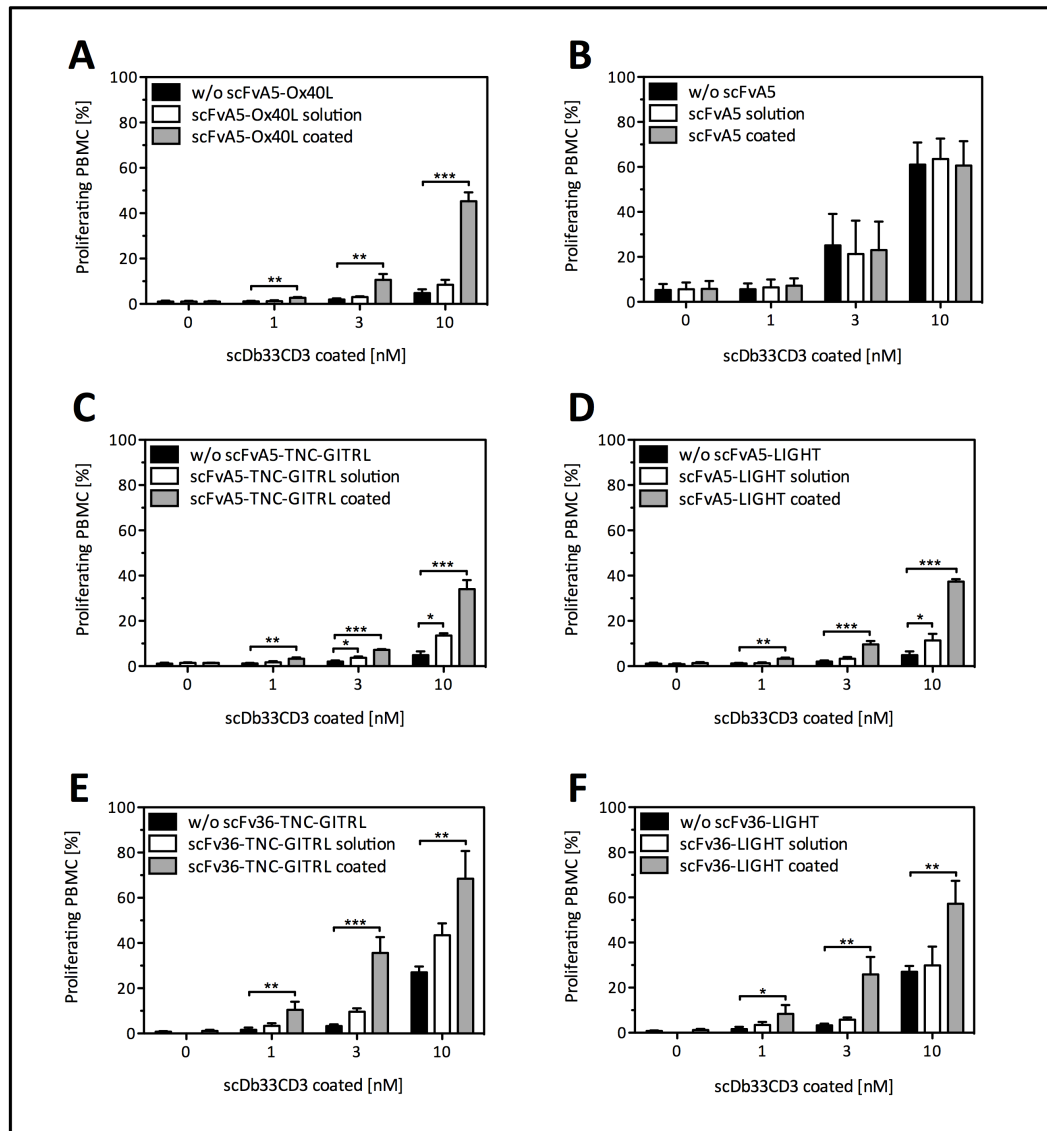 A
Proliferating PBMC [%]
100
80
60
40
20
0
w/o scFvA5-Ox40L
scFvA5-Ox40L solution
scFvA5-Ox40L coated
**
**
***
0 1 3 10
scDb33CD3 coated [nM]
B
Proliferating PBMC [%]
100
80
60
40
20
0
w/o scFvA5
scFvA5 solution
scFvA5 coated
0 1 3 10
scDb33CD3 coated [nM]
C
Proliferating PBMC [%]
100
80
60
40
20
0
w/o scFvA5-TNC-GITRL
scFvA5-TNC-GITRL solution
scFvA5-TNC-GITRL coated
**
***
*
***
*
0 1 3 10
scDb33CD3 coated [nM]
D
Proliferating PBMC [%]
100
80
60
40
20
0
w/o scFvA5-LIGHT
scFvA5-LIGHT solution
scFvA5-LIGHT coated
**
***
***
*
0 1 3 10
scDb33CD3 coated [nM]
E
Proliferating PBMC [%]
100
80
60
40
20
0
w/o scFv36-TNC-GITRL
scFv36-TNC-GITRL solution
scFv36-TNC-GITRL coated
**
***
**
0 1 3 10
scDb33CD3 coated [nM]
F
Proliferating PBMC [%]
100
80
60
40
20
0
w/o scFv36-LIGHT
scFv36-LIGHT solution
scFv36-LIGHT coated
*
**
**
0 1 3 10
scDb33CD3 coated [nM]